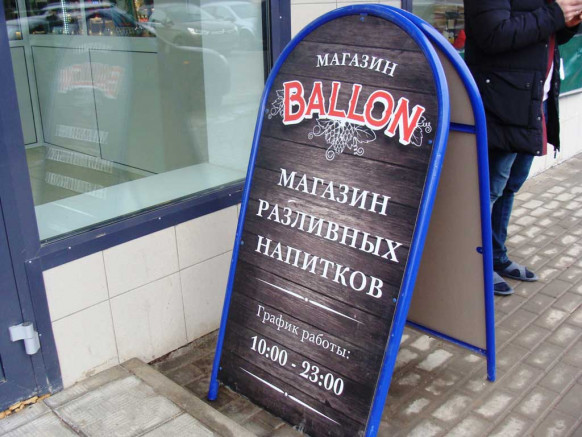 МАГАЗИН
BALLON
МАГАЗИН
РАЗЛИВНЫХ
НАПИТКОВ
График работы:
10:00 - 23:00